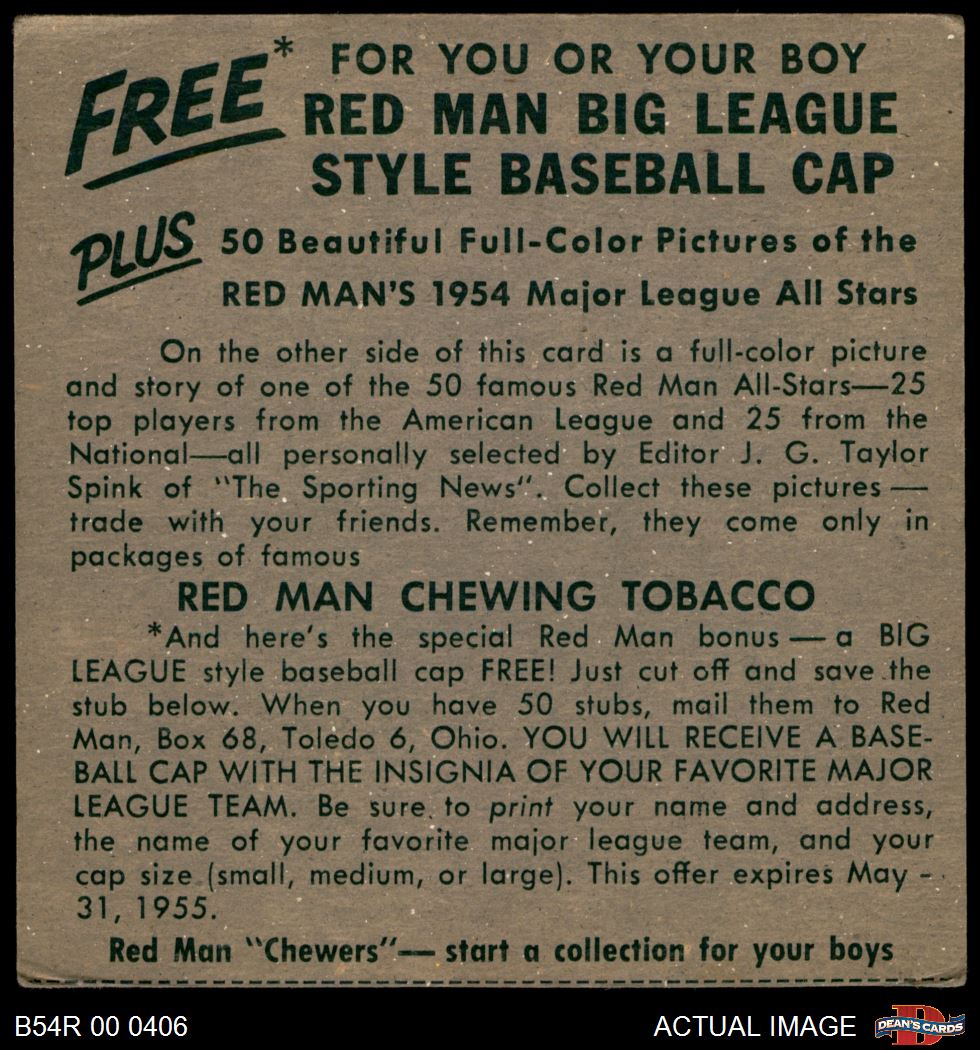 FREE* FOR YOU OR YOUR BOY
RED MAN BIG LEAGUE
STYLE BASEBALL CAP
PLUS 50 Beautiful Full-Color Pictures of the
RED MAN'S 1954 Major League All Stars
On the other side of this card is a full-color picture
and story of one of the 50 famous Red Man All-Stars—25
top players from the American League and 25 from the
National—all personally selected by Editor J. G. Taylor
Spink of "The Sporting News". Collect these pictures —
trade with your friends. Remember, they come only in
packages of famous
RED MAN CHEWING TOBACCO
*And here's the special Red Man bonus — a BIG
LEAGUE style baseball cap FREE! Just cut off and save the
stub below. When you have 50 stubs, mail them to Red
Man, Box 68, Toledo 6, Ohio. YOU WILL RECEIVE A BASE-
BALL CAP WITH THE INSIGNIA OF YOUR FAVORITE MAJOR
LEAGUE TEAM. Be sure to print your name and address,
the name of your favorite major league team, and your
cap size (small, medium, or large). This offer expires May
31, 1955.
Red Man "Chewers"— start a collection for your boys
B54R 00 0406 ACTUAL IMAGE DEAN'S CARDS